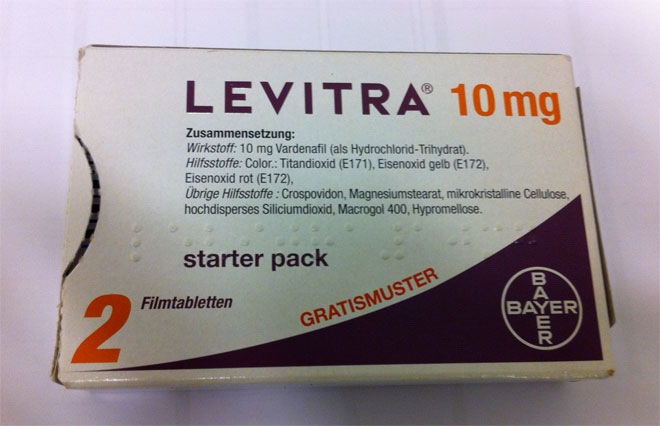 LEVITRA® 10 mg
Zusammensetzung:
Wirkstoff: 10 mg Vardenafil (als Hydrochlorid-Trihydrat).
Hilfsstoffe: Color.: Titandioxid (E171), Eisenoxid gelb (E172),
Eisenoxid rot (E172),
Übrige Hilfsstoffe : Crospovidon, Magnesiumstearat, mikrokristalline Cellulose,
hochdisperses Siliciumdioxid, Macrogol 400, Hypromellose.
starter pack
2 Filmtabletten
GRATISMUSTER
BAYER
BAYER